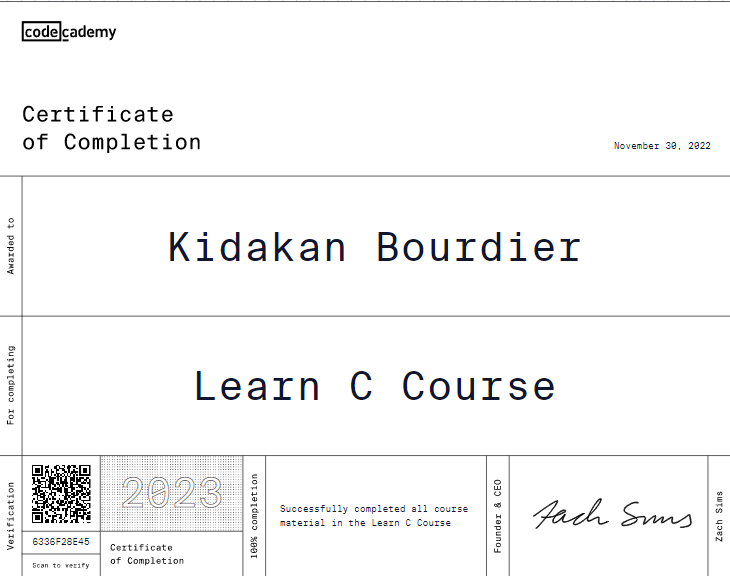 codecademy
Certificate
of Completion
November 30, 2022
Awarded to
Kidakan Bourdier
For completing
Learn C Course
Verification
6336F28E45
Scan to verify
2023
Certificate
of Completion
100% completion
Successfully completed all course
material in the Learn C Course
Founder & CEO
Zach Sims
Zach Sims